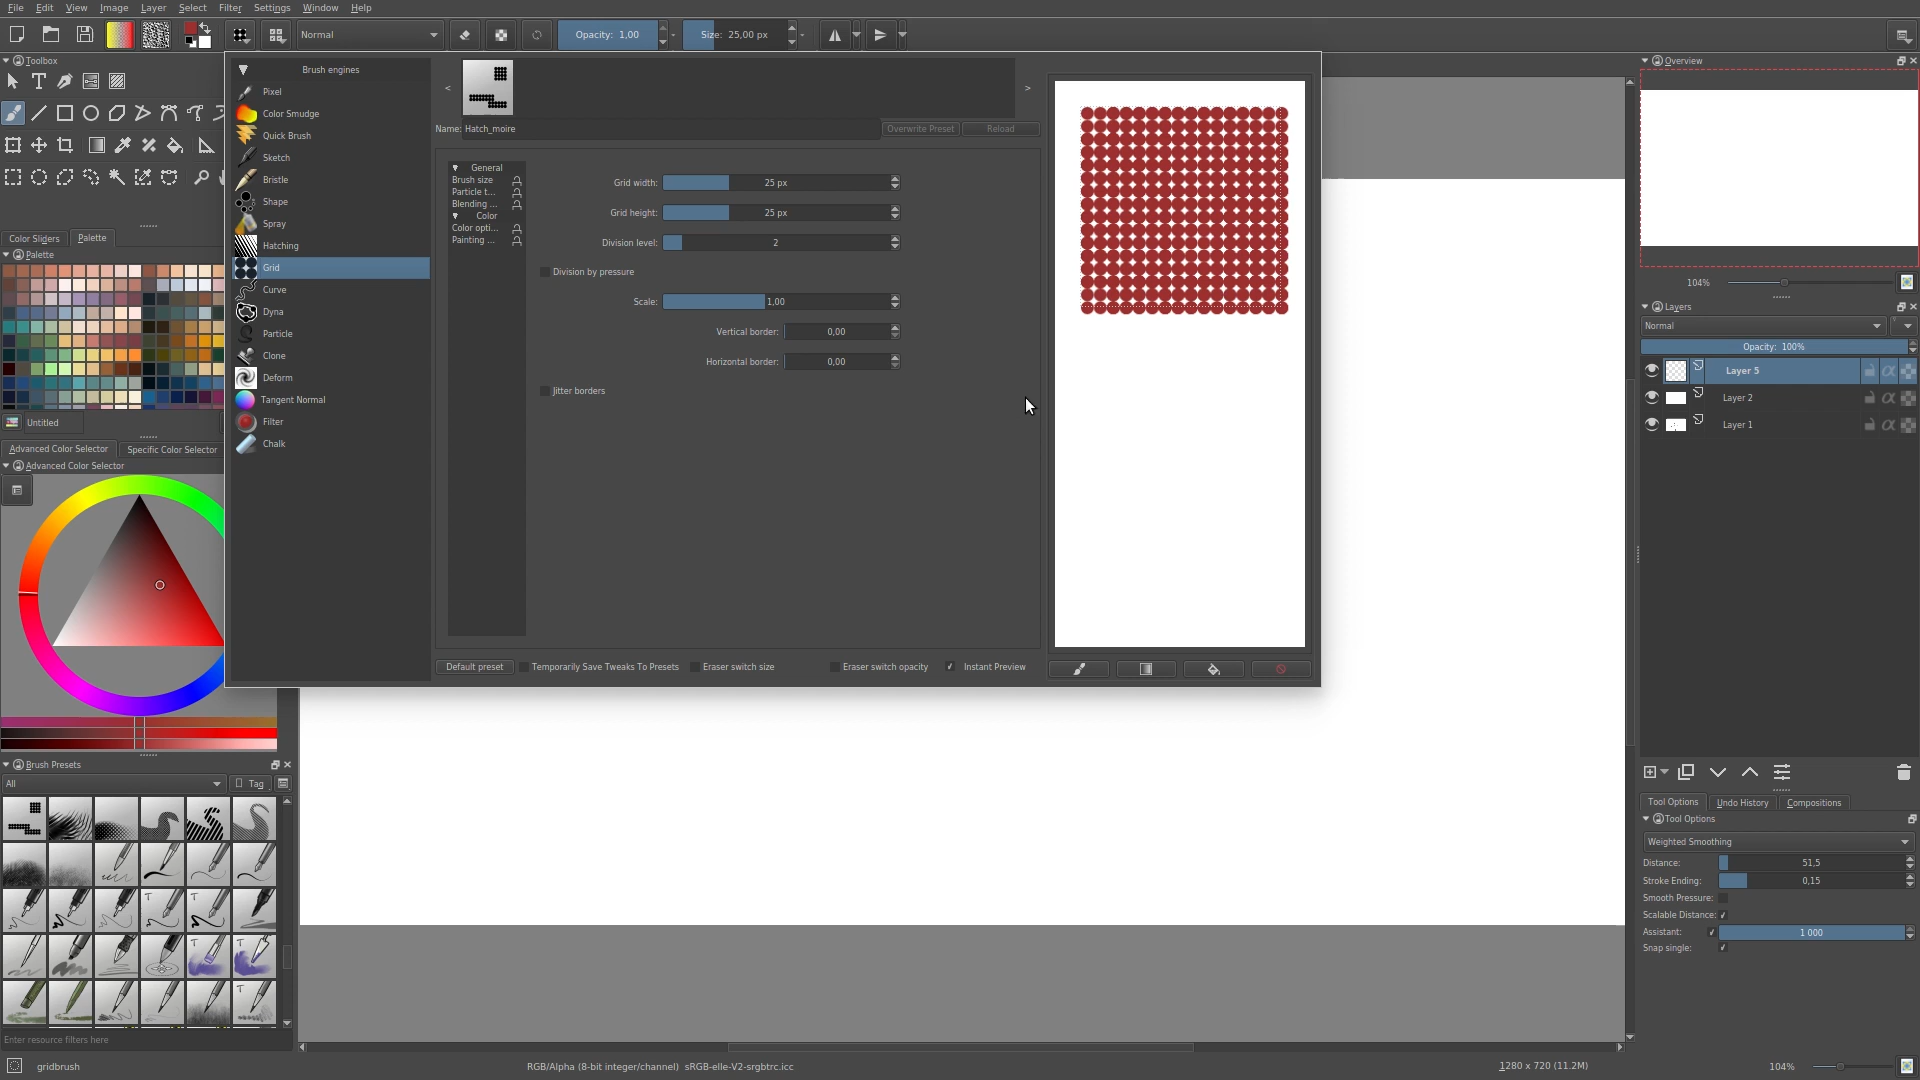 File Edit View Image Layer Select Filter Settings Window Help
Normal Opacity: 1,00 Size: 25,00 px
Toolbox
Brush engines
Pixel
Color Smudge
Quick Brush
Sketch
Bristle
Shape
Spray
Hatching
Grid
Curve
Dyna
Particle
Clone
Deform
Tangent Normal
Filter
Chalk
< >
Name: Hatch_moire
Overwrite Preset Reload
General
Brush size
Particle t...
Blending ...
Color
Color opti...
Painting ...
Grid width: 25 px
Grid height: 25 px
Division level: 2
Division by pressure
Scale: 1,00
Vertical border: 0,00
Horizontal border: 0,00
Jitter borders
Default preset Temporarily Save Tweaks To Presets Eraser switch size Eraser switch opacity Instant Preview
Color Sliders Palette
Palette
Untitled
Advanced Color Selector Specific Color Selector
Advanced Color Selector
Brush Presets
All Tag
T T
T T
T
Enter resource filters here
gridbrush
RGB/Alpha (8-bit integer/channel) sRGB-elle-V2-srgbtrc.icc
1280 x 720 (11.2M)
104%
Overview
104%
Layers
Normal
Opacity: 100%
Layer 5
Layer 2
Layer 1
Tool Options Undo History Compositions
Tool Options
Weighted Smoothing
Distance: 51,5
Stroke Ending: 0,15
Smooth Pressure:
Scalable Distance:
Assistant: 1 000
Snap single: